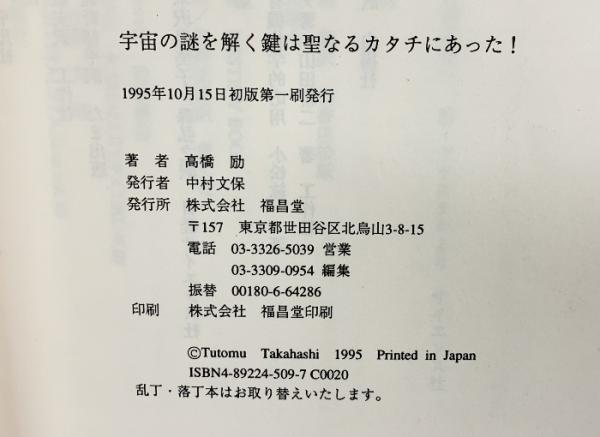 宇宙の謎を解く鍵は聖なるカタチにあった！
1995年10月15日初版第一刷発行
著 者 高橋 励
発行者 中村文保
発行所 株式会社 福昌堂
〒157 東京都世田谷区北烏山3-8-15
電話 03-3326-5039 営業
03-3309-0954 編集
振替 00180-6-64286
印刷 株式会社 福昌堂印刷
©Tutomu Takahashi 1995 Printed in Japan
ISBN4-89224-509-7 C0020
乱丁・落丁本はお取り替えいたします。